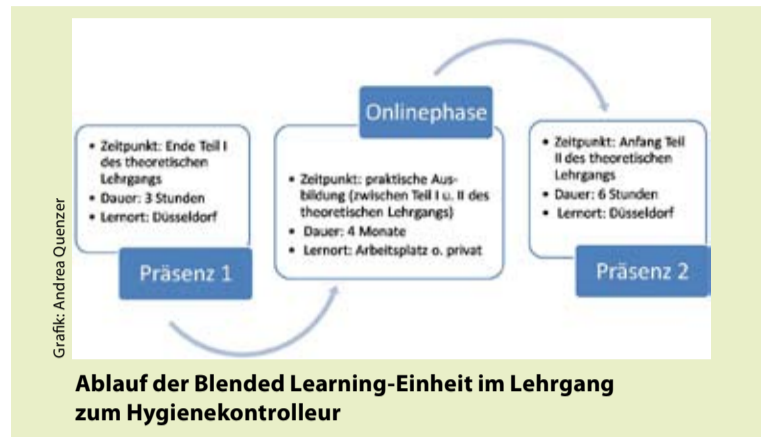 • Zeitpunkt: Ende Teil I
des theoretischen
Lehrgangs
• Dauer: 3 Stunden
• Lernort: Düsseldorf
Präsenz 1
Onlinephase
• Zeitpunkt: praktische Aus-
bildung (zwischen Teil I u. II des
theoretischen Lehrgangs)
• Dauer: 4 Monate
• Lernort: Arbeitsplatz o. privat
• Zeitpunkt: Anfang Teil
II des theoretischen
Lehrgangs
• Dauer: 6 Stunden
• Lernort: Düsseldorf
Präsenz 2
Grafik: Andrea Quenzer
Ablauf der Blended Learning-Einheit im Lehrgang
zum Hygienekontrolleur